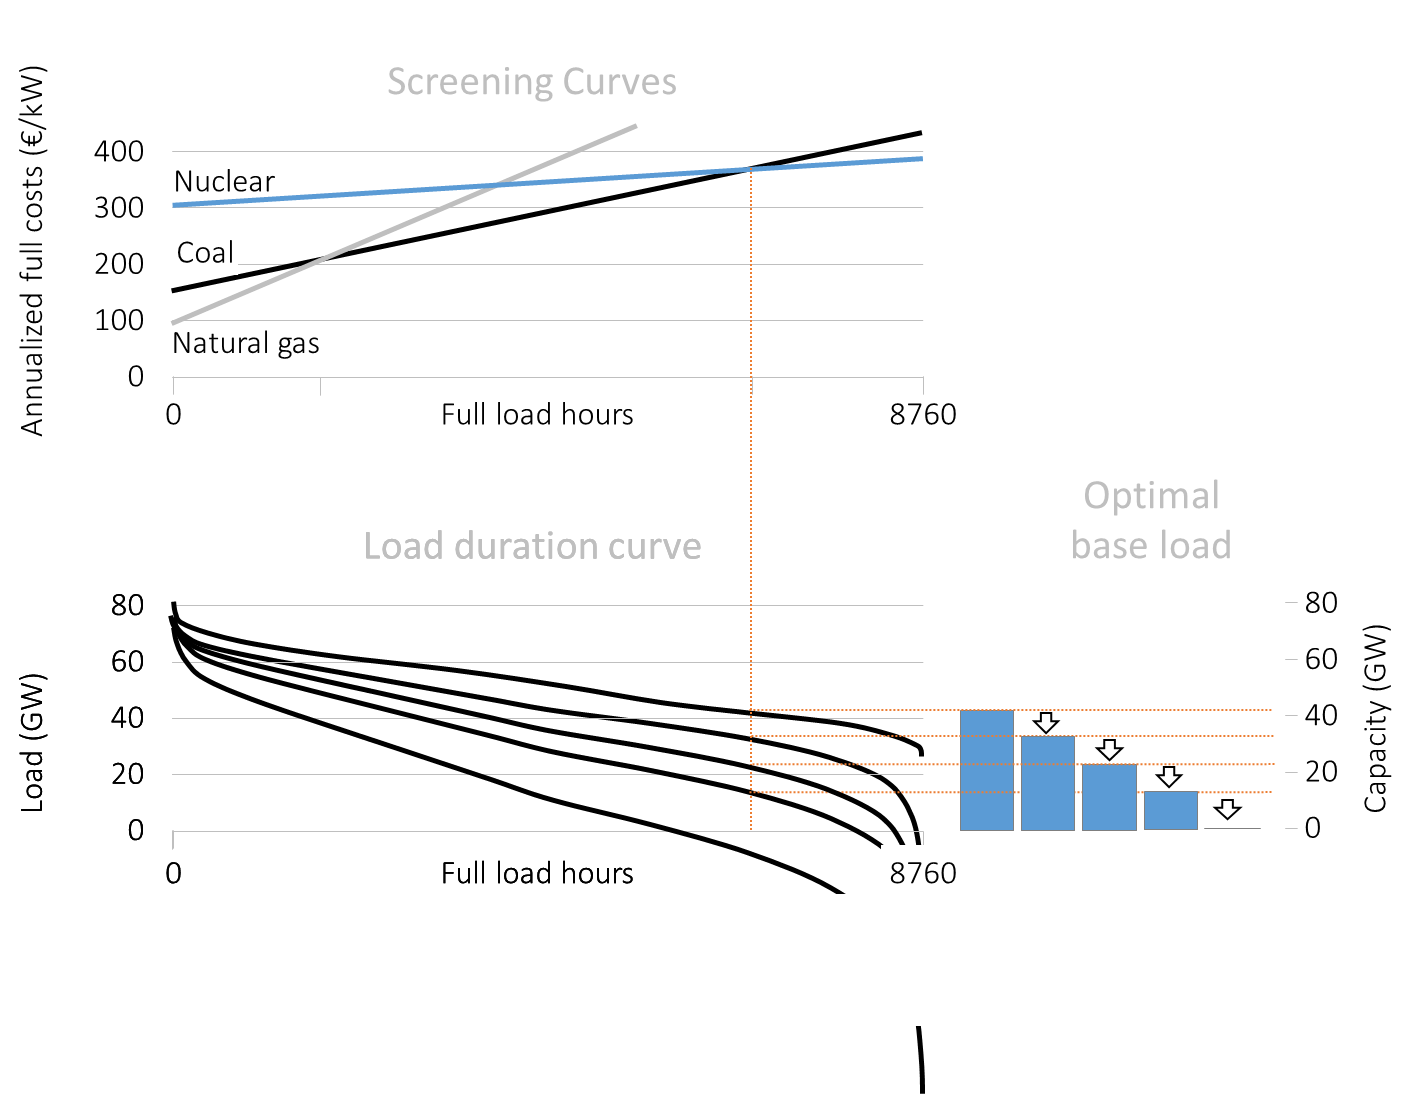 Screening Curves
Annualized full costs (€/kW)
400
Nuclear
300
Coal
200
100
Natural gas
0
0
Full load hours
8760
Optimal
base load
Load duration curve
Load (GW)
80
60
40
20
0
0
Full load hours
8760
80
60
40
20
0
Capacity (GW)